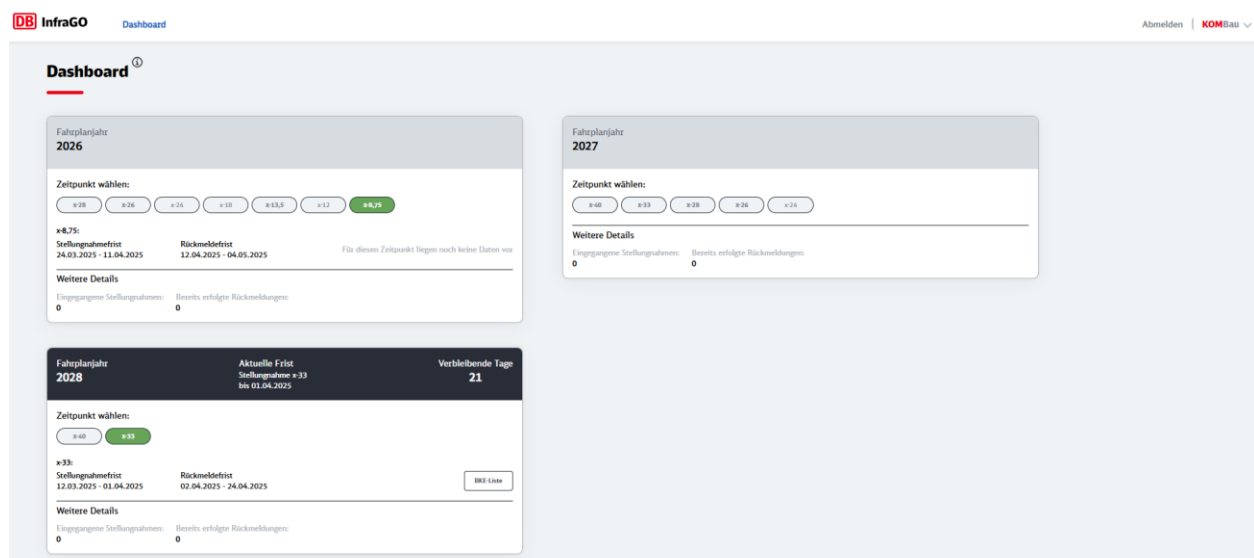 DB InfraGO Dashboard Abmelden | KOMBau
Dashboard
Fahrplanjahr
2026
Zeitpunkt wählen:
x-28 x-26 x-24 x-18 x-13,5 x-12 x-8,75
x-8,75:
Stellungnahmefrist Rückmeldefrist
24.03.2025 - 11.04.2025 12.04.2025 - 04.05.2025 Für diesen Zeitpunkt liegen noch keine Daten vor
Weitere Details
Eingegangene Stellungnahmen: Bereits erfolgte Rückmeldungen:
0 0
Fahrplanjahr
2027
Zeitpunkt wählen:
x-40 x-33 x-28 x-26 x-24
Weitere Details
Eingegangene Stellungnahmen: Bereits erfolgte Rückmeldungen:
0 0
Fahrplanjahr Aktuelle Frist Verbleibende Tage
2028 Stellungnahme x-33 21
bis 01.04.2025
Zeitpunkt wählen:
x-40 x-33
x-33:
Stellungnahmefrist Rückmeldefrist
12.03.2025 - 01.04.2025 02.04.2025 - 24.04.2025 BKE-Liste
Weitere Details
Eingegangene Stellungnahmen: Bereits erfolgte Rückmeldungen:
0 0